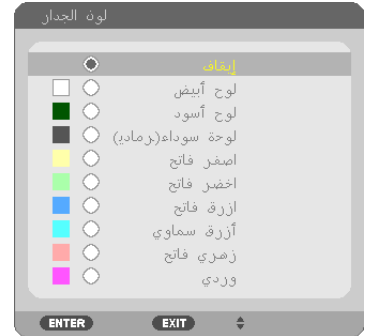 لون الجدار
إيقاف
لوح أبيض
لوح أسود
لوحة سوداء(رمادي)
اصفر فاتح
اخضر فاتح
ازرق فاتح
أزرق سماوي
زهري فاتح
وردي
ENTER EXIT